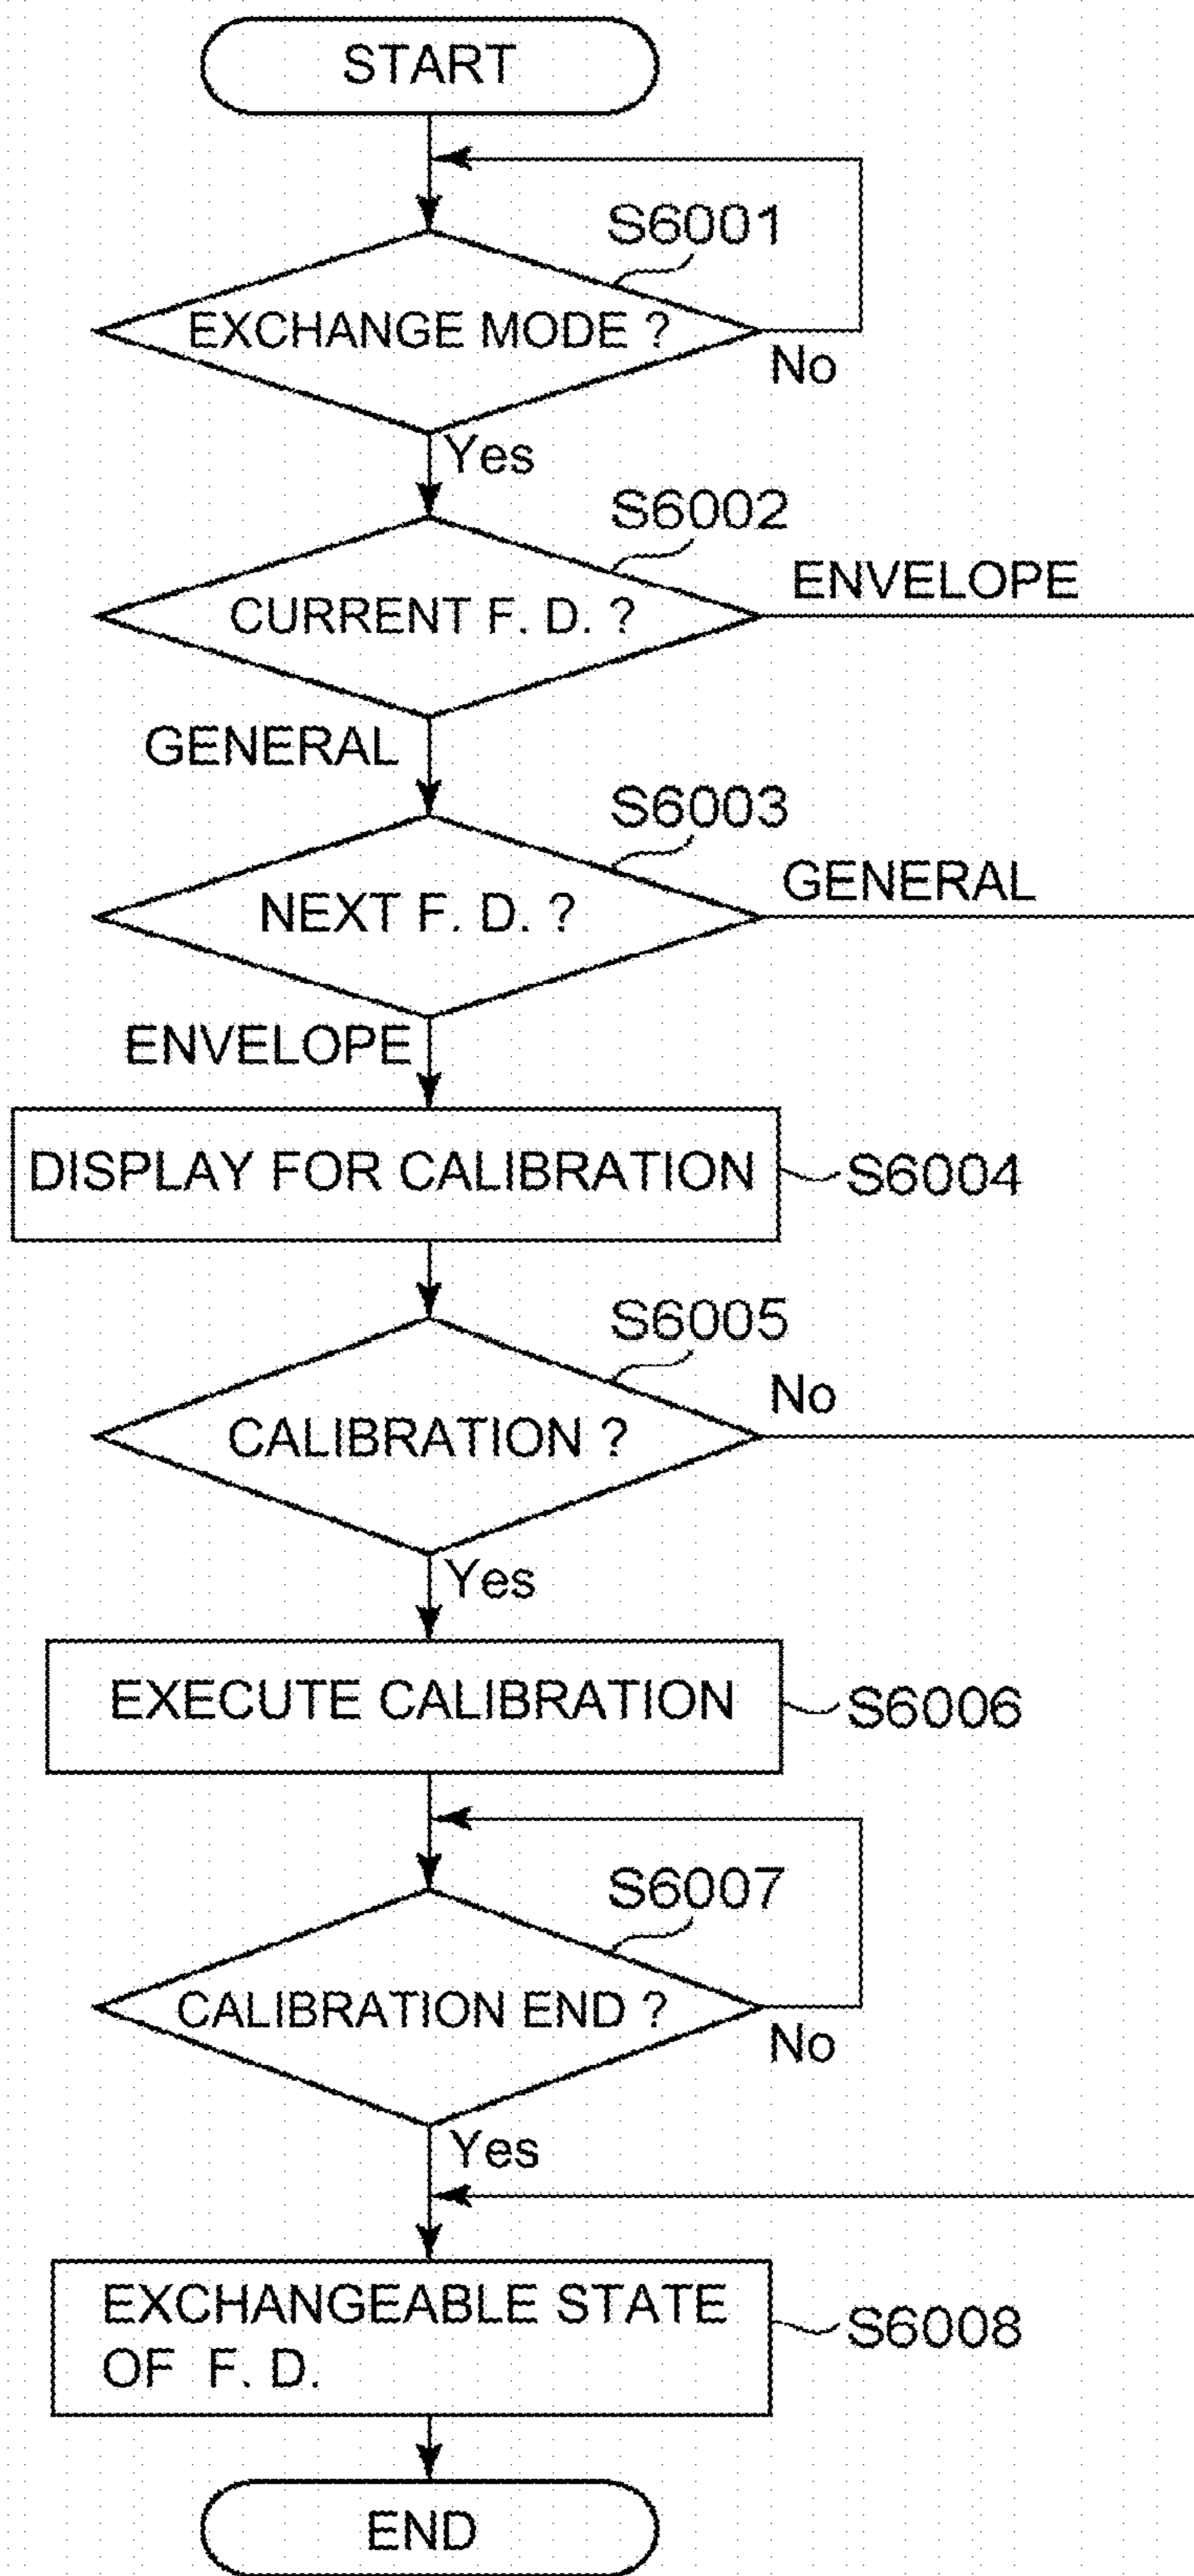 START
S6001
EXCHANGE MODE ?
No
Yes
S6002
ENVELOPE
CURRENT F. D. ?
GENERAL
S6003
GENERAL
NEXT F. D. ?
ENVELOPE
DISPLAY FOR CALIBRATION
S6004
S6005
No
CALIBRATION ?
Yes
EXECUTE CALIBRATION
S6006
S6007
CALIBRATION END ?
No
Yes
EXCHANGEABLE STATE
OF F. D.
S6008
END